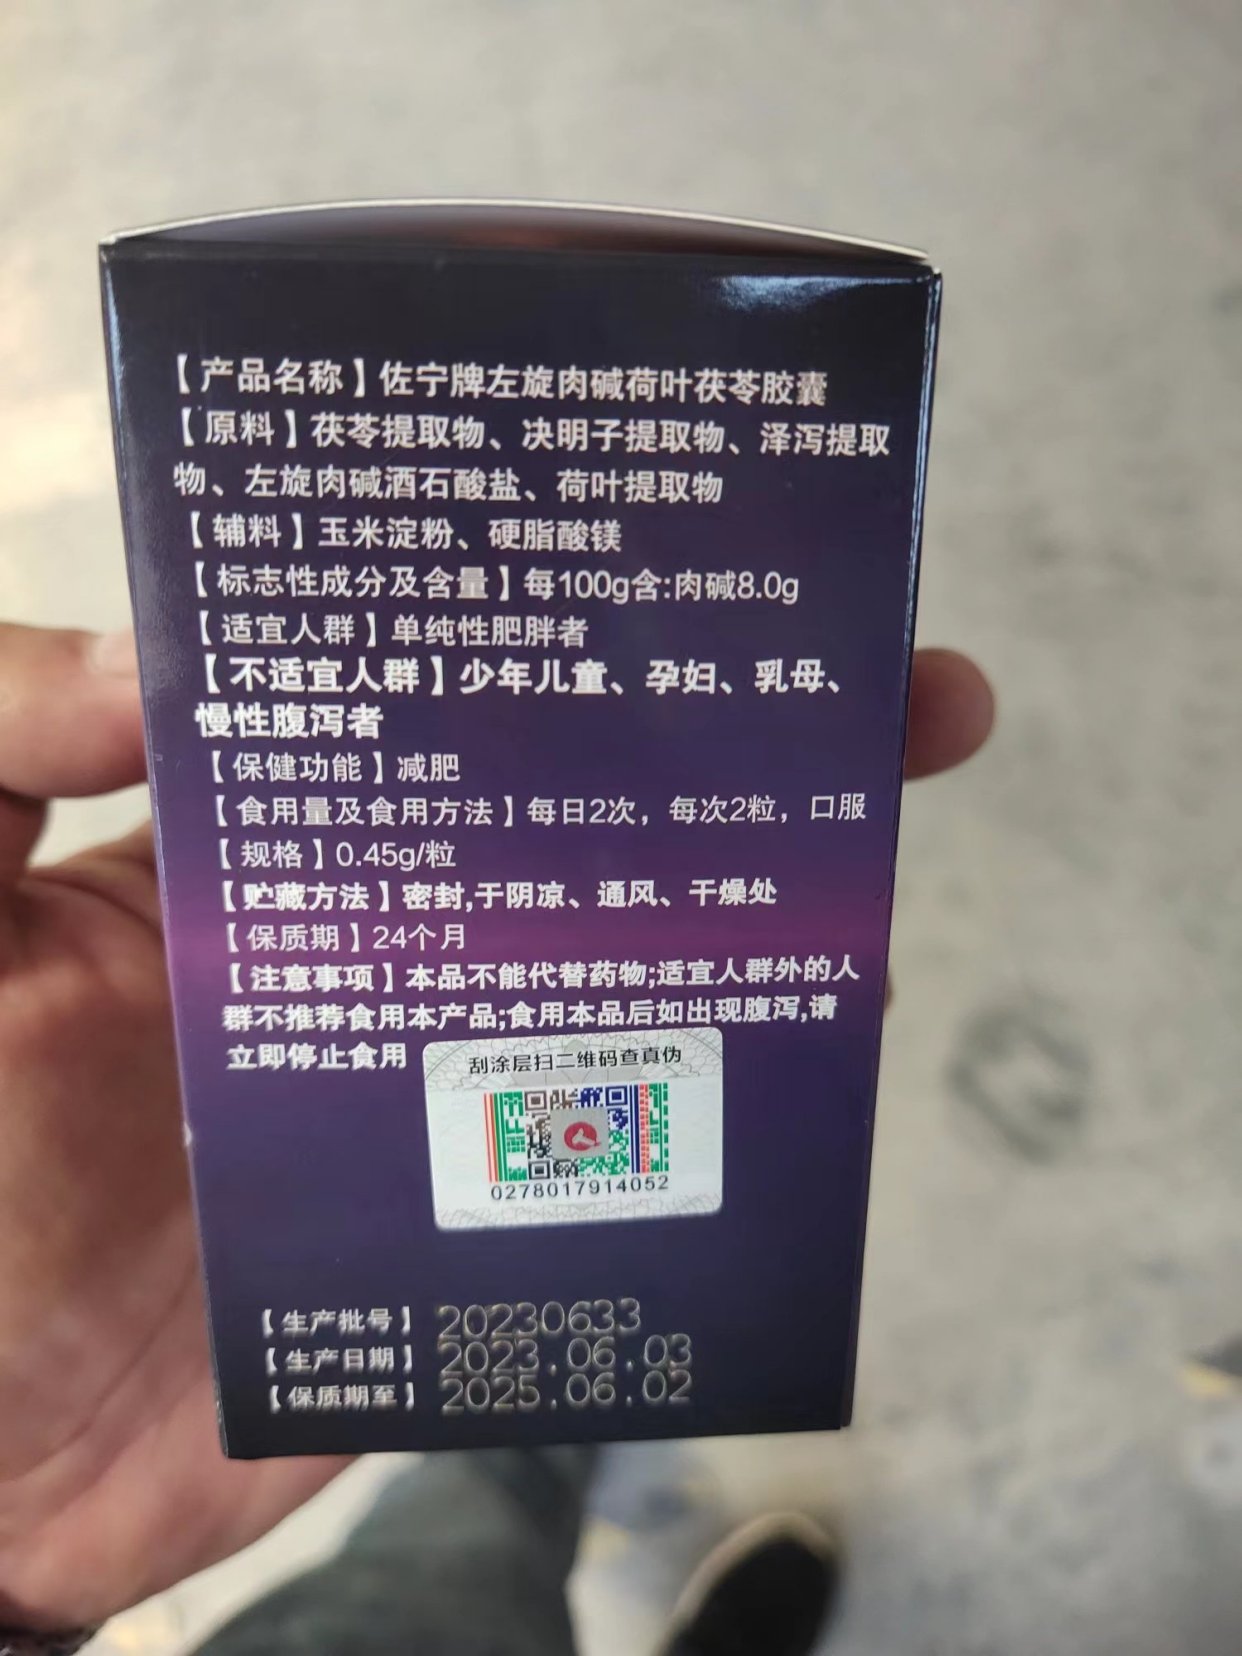 【产品名称】佐宁牌左旋肉碱荷叶茯苓胶囊
【原料】茯苓提取物、决明子提取物、泽泻提取
物、左旋肉碱酒石酸盐、荷叶提取物
【辅料】玉米淀粉、硬脂酸镁
【标志性成分及含量】每100g含:肉碱8.0g
【适宜人群】单纯性肥胖者
【不适宜人群】少年儿童、孕妇、乳母、
慢性腹泻者
【保健功能】减肥
【食用量及食用方法】每日2次，每次2粒，口服
【规格】0.45g/粒
【贮藏方法】密封,于阴凉、通风、干燥处
【保质期】24个月
【注意事项】本品不能代替药物;适宜人群外的人
群不推荐食用本产品;食用本品后如出现腹泻,请
立即停止食用
刮涂层扫二维码查真伪
0278017914052
【生产批号】20230633
【生产日期】2023.06.03
【保质期至】2025.06.02